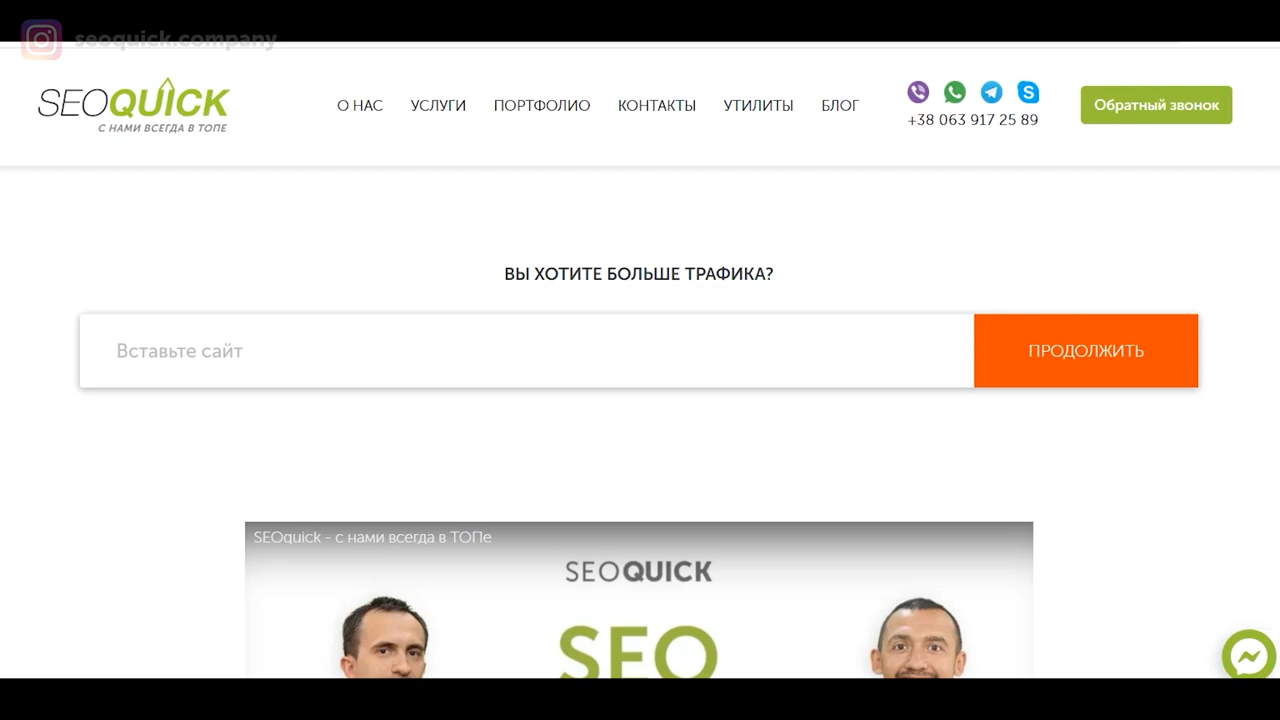 seoquick.company
SEOQUICK
С НАМИ ВСЕГДА В ТОПЕ
О НАС
УСЛУГИ
ПОРТФОЛИО
КОНТАКТЫ
УТИЛИТЫ
БЛОГ
+38 063 917 25 89
Обратный звонок
ВЫ ХОТИТЕ БОЛЬШЕ ТРАФИКА?
Вставьте сайт
ПРОДОЛЖИТЬ
SEOquick - с нами всегда в ТОПе
SEOQUICK
SEO